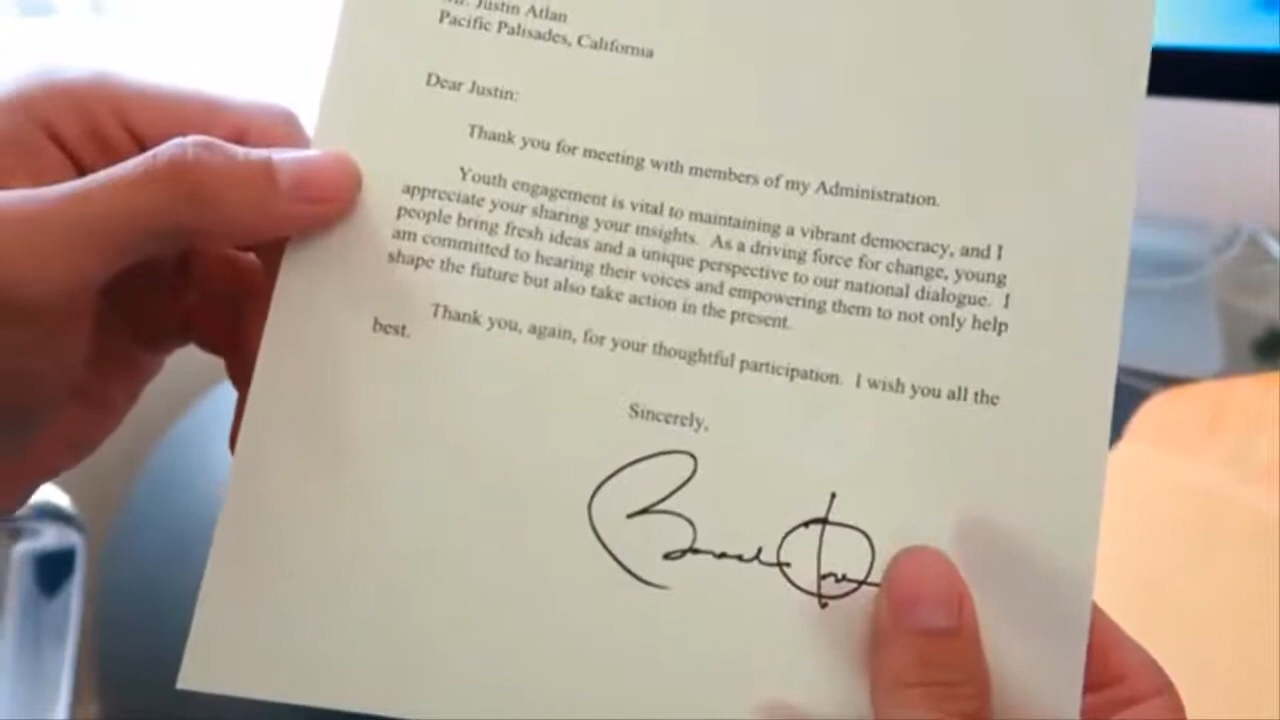 Mr. Justin Atlan
Pacific Palisades, California
Dear Justin:
Thank you for meeting with members of my Administration.
Youth engagement is vital to maintaining a vibrant democracy, and I
appreciate your sharing your insights. As a driving force for change, young
people bring fresh ideas and a unique perspective to our national dialogue. I
am committed to hearing their voices and empowering them to not only help
shape the future but also take action in the present.
Thank you, again, for your thoughtful participation. I wish you all the
best.
Sincerely,